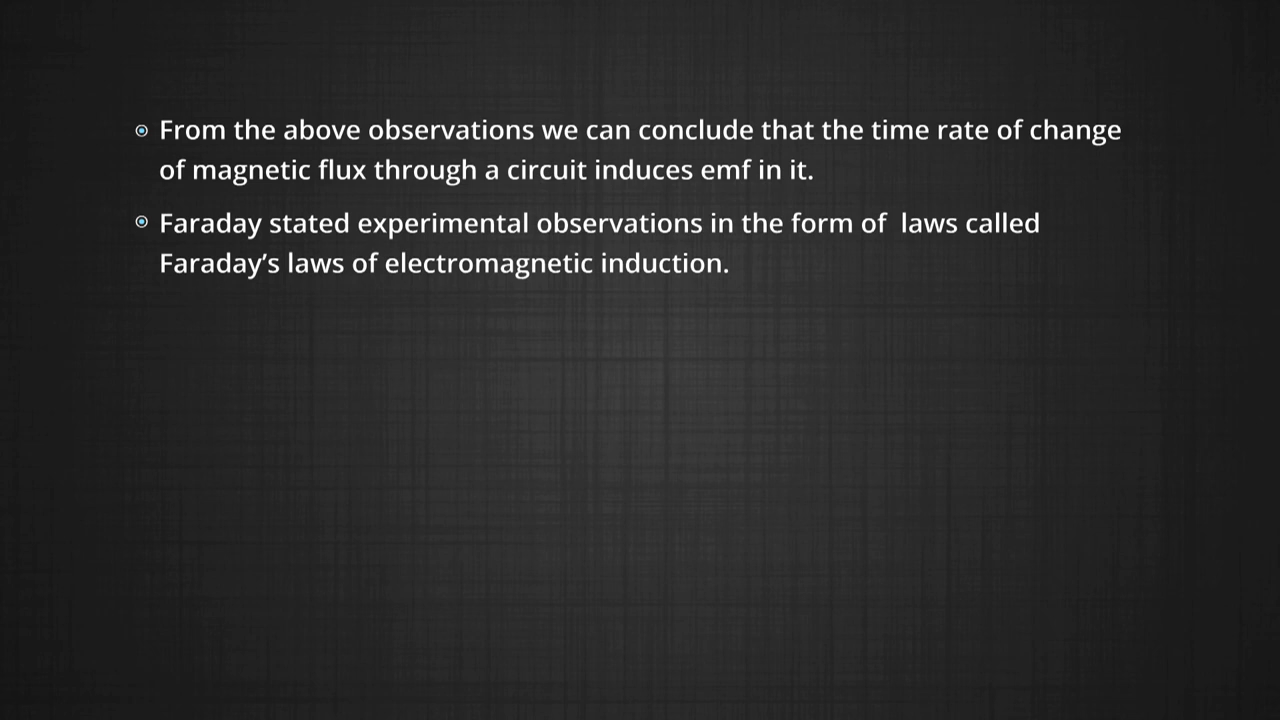 From the above observations we can conclude that the time rate of change
of magnetic flux through a circuit induces emf in it.
Faraday stated experimental observations in the form of  laws called
Faraday’s laws of electromagnetic induction.